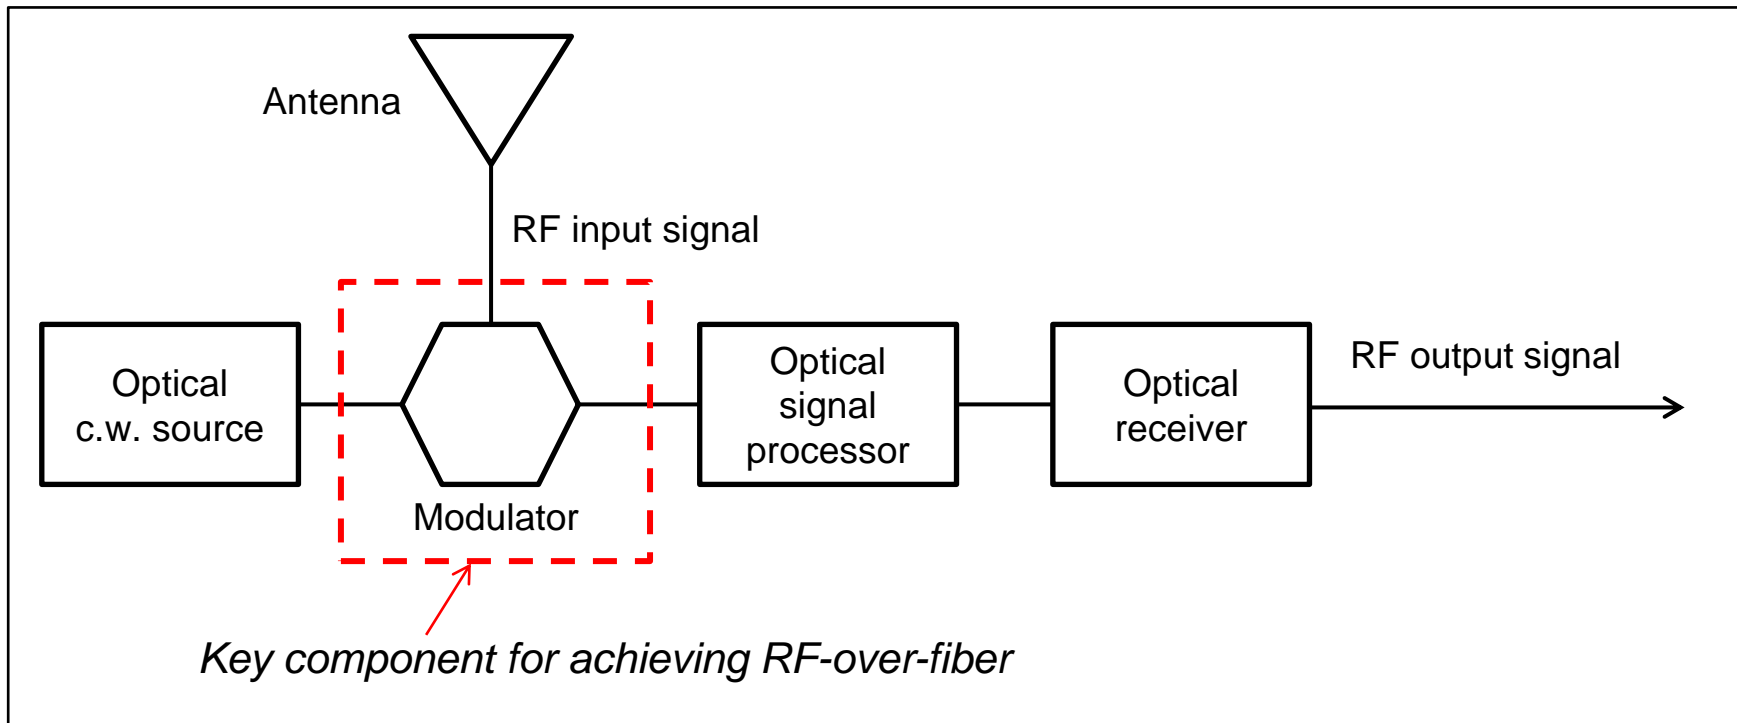 Antenna
RF input signal
Optical
c.w. source
Modulator
Optical
signal
processor
Optical
receiver
RF output signal
Key component for achieving RF-over-fiber